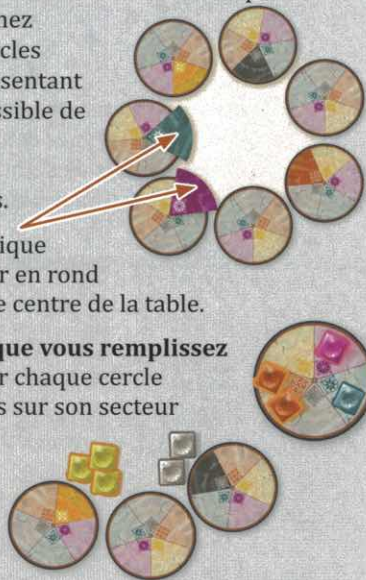 nez
cles
sentant
ssible de
s.
ique
r en rond
e centre de la table.
que vous remplissez
r chaque cercle
s sur son secteur